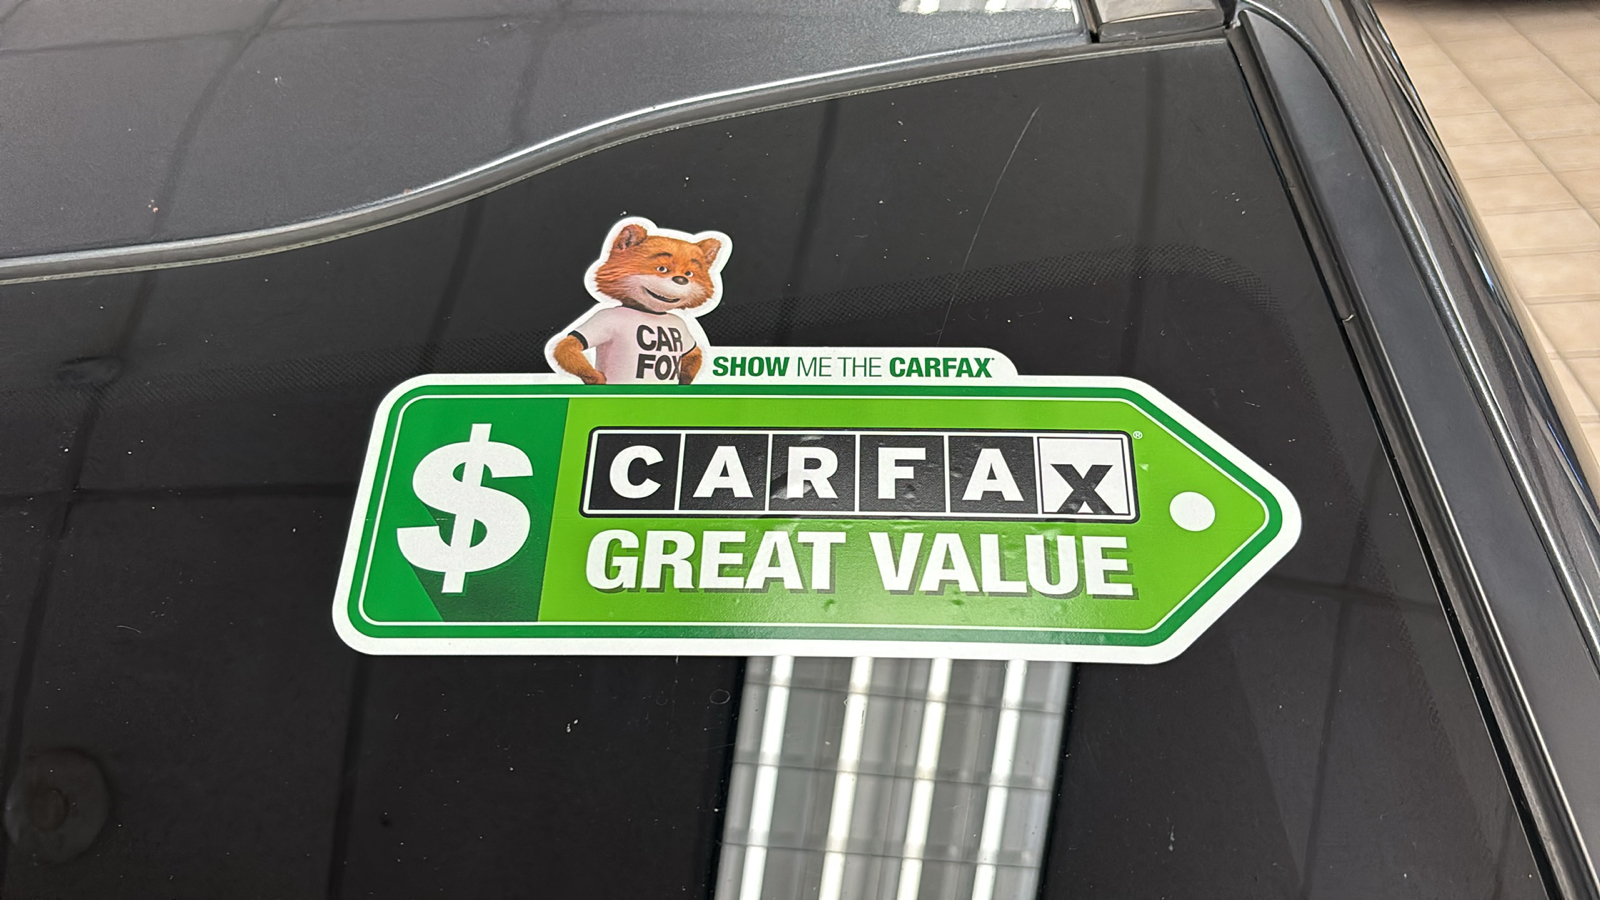 CAR
FOX
SHOW ME THE CARFAX
$
CARFAX®
GREAT VALUE